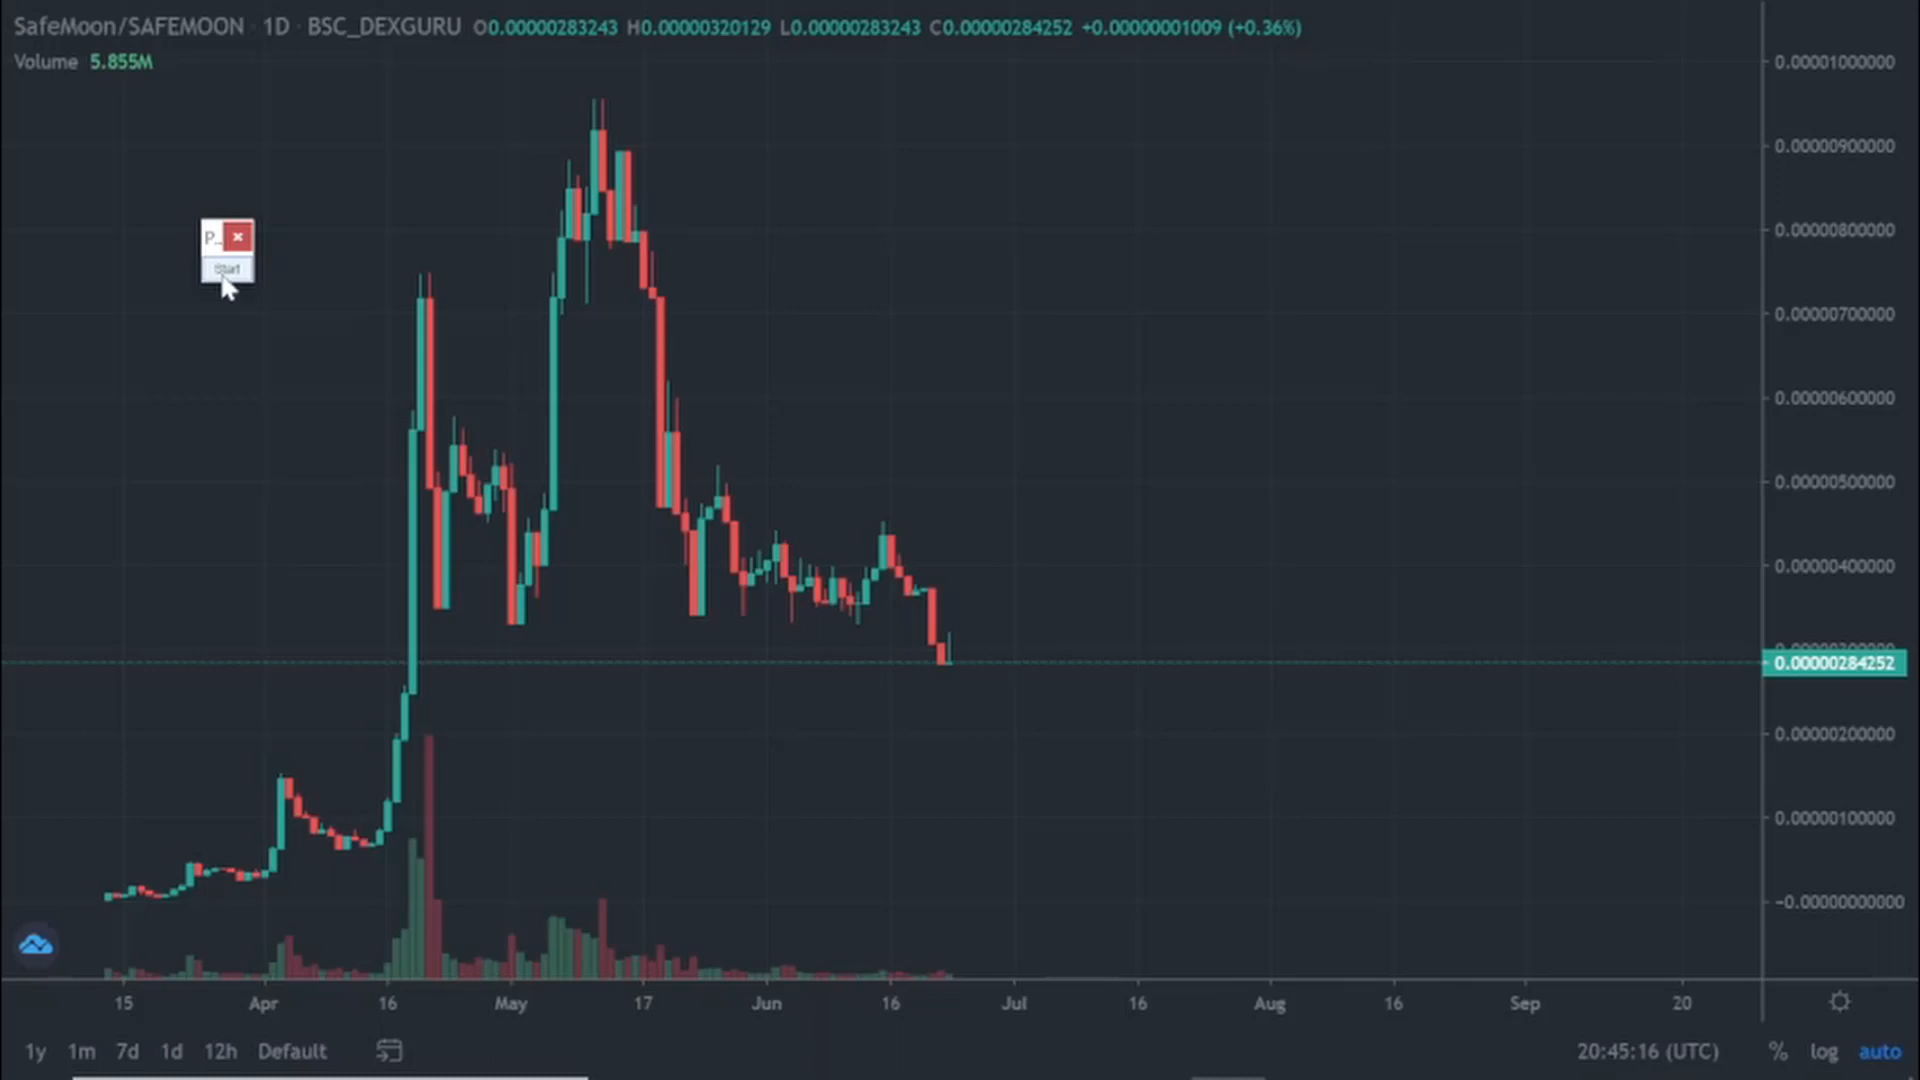 SafeMoon/SAFEMOON · 1D · BSC_DEXGURU O0.00000283243 H0.00000320129 L0.00000283243 C0.00000284252 +0.00000001009 (+0.36%)
Volume 5.855M
0.00001000000
0.00000900000
0.00000800000
P.. ×
Start
0.00000700000
0.00000600000
0.00000500000
0.00000400000
0.00000284252
0.00000200000
0.00000100000
-0.00000000000
15 Apr 16 May 17 Jun 16 Jul 16 Aug 16 Sep 20
1y 1m 7d 1d 12h Default 20:45:16 (UTC) % log auto